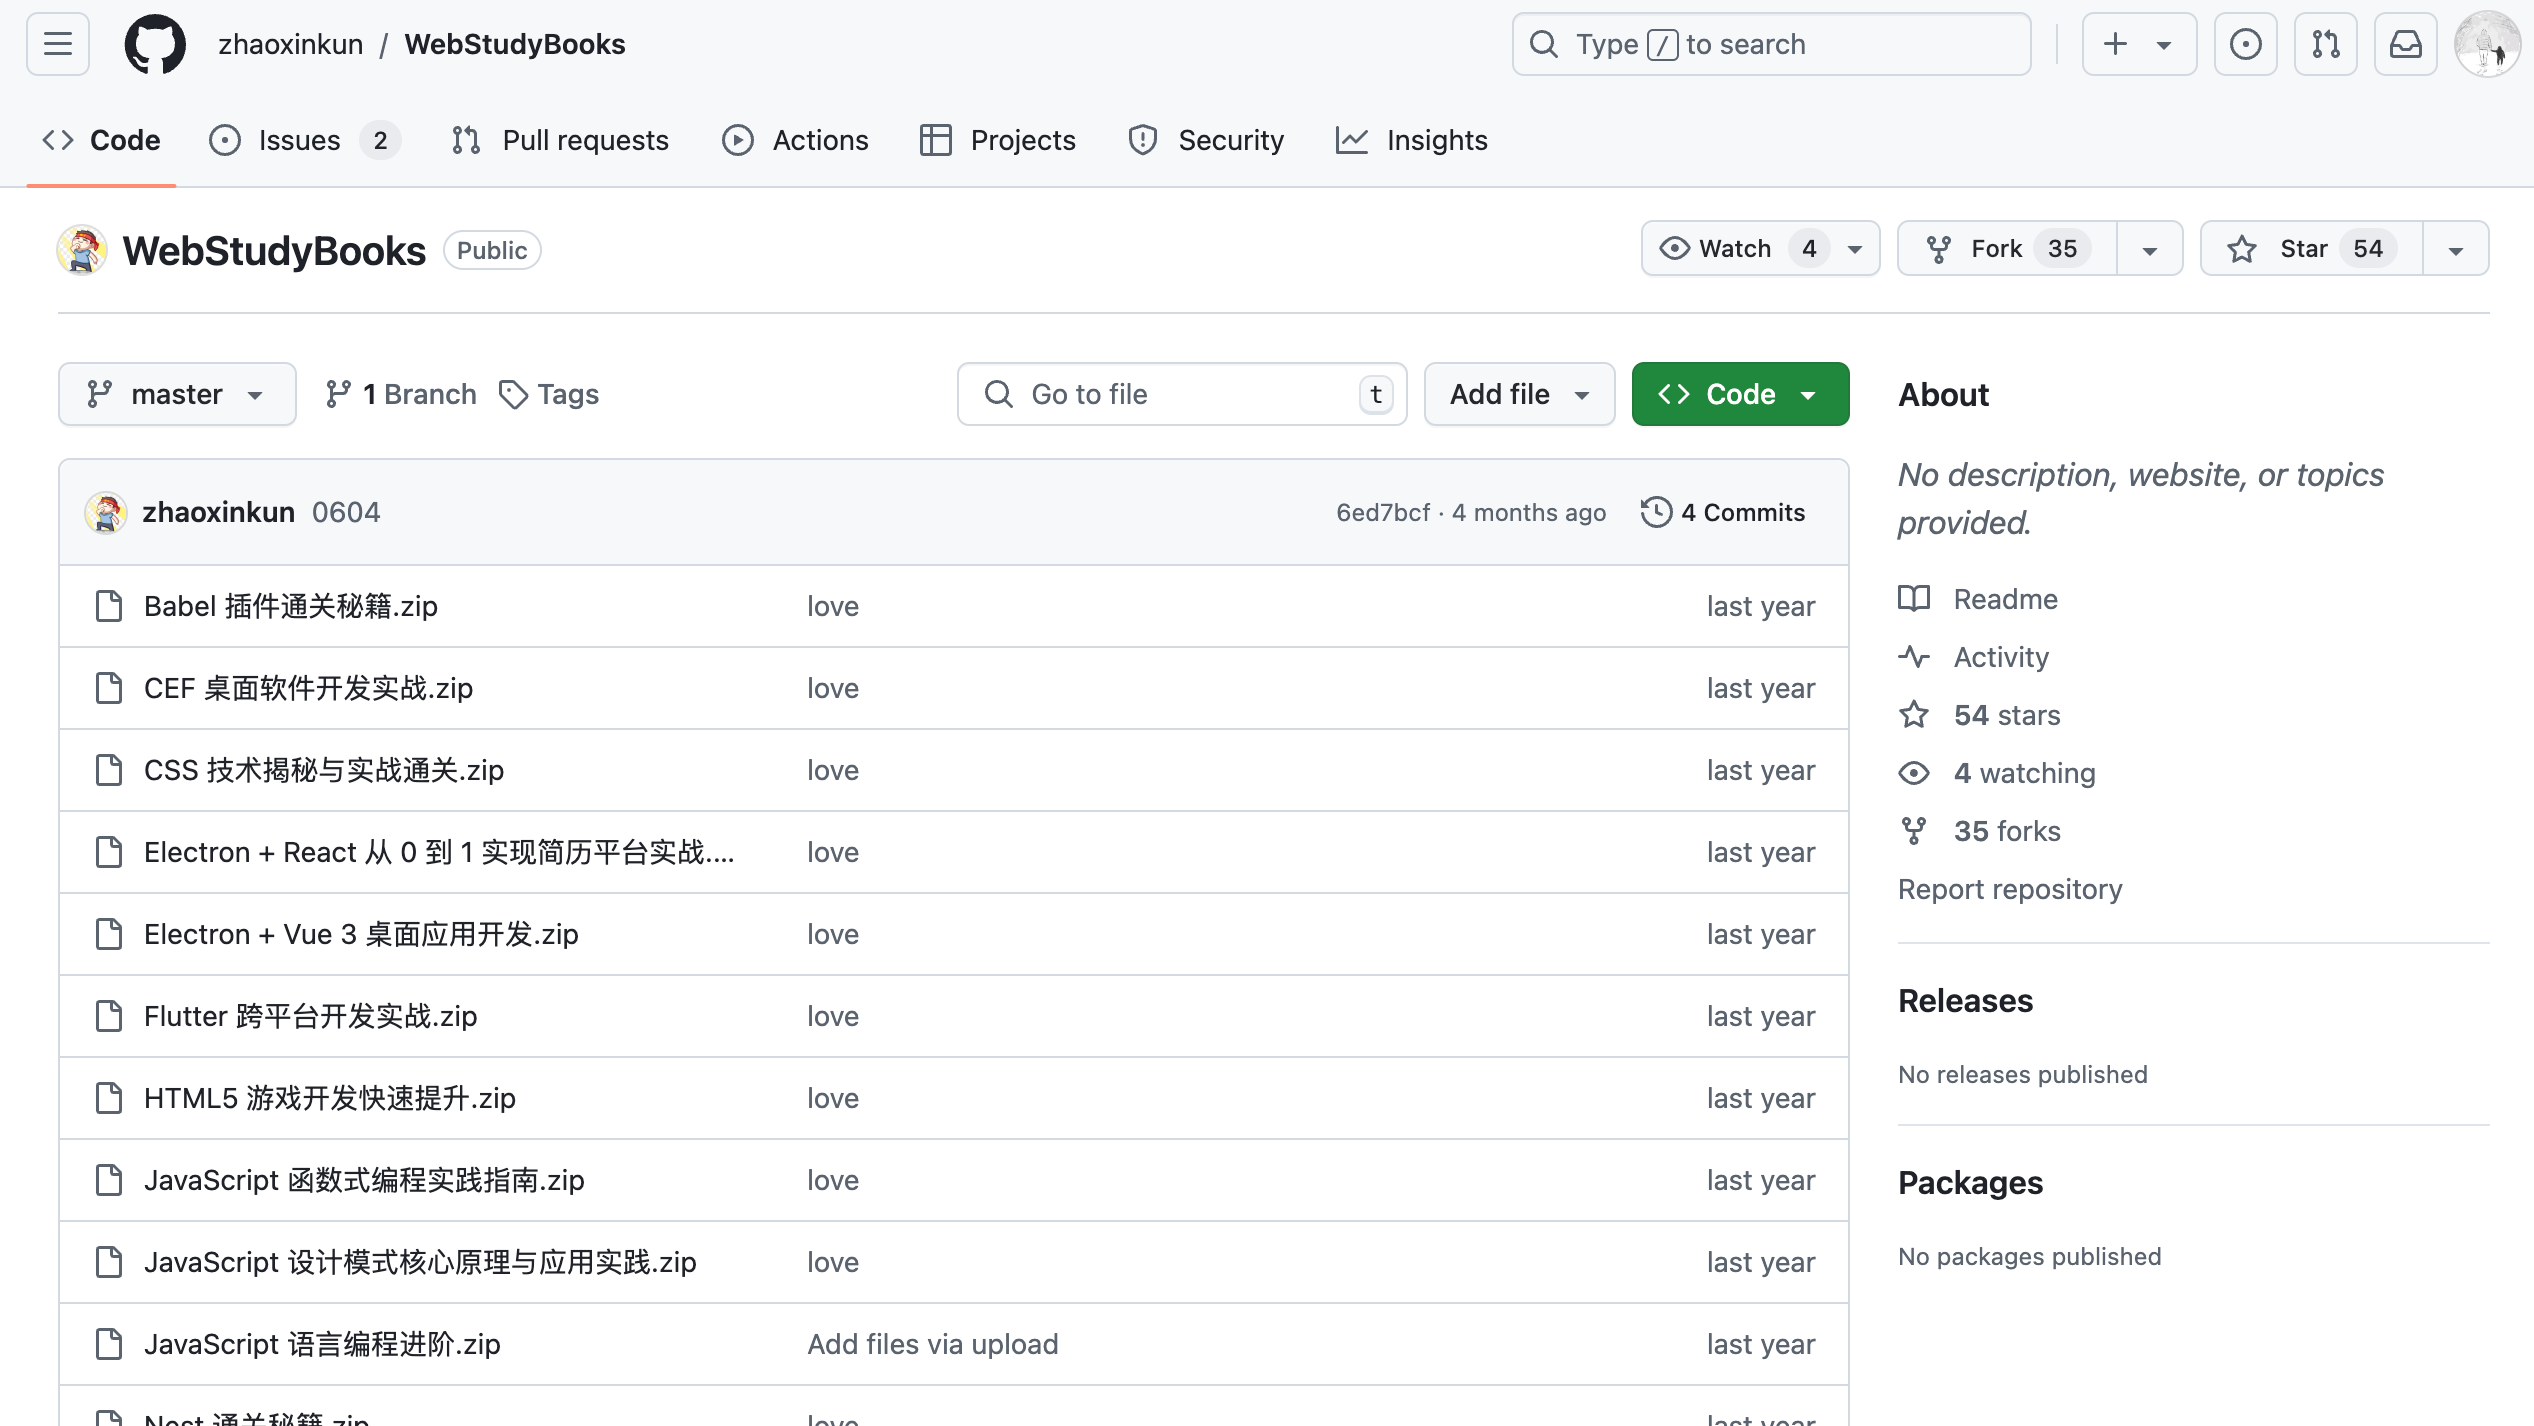 zhaoxinkun / WebStudyBooks
Type / to search
Code Issues 2 Pull requests Actions Projects Security Insights
WebStudyBooks Public
Watch 4 Fork 35 Star 54
master 1 Branch Tags Go to file t Add file Code
zhaoxinkun 0604 6ed7bcf · 4 months ago 4 Commits
Babel 插件通关秘籍.zip love last year
CEF 桌面软件开发实战.zip love last year
CSS 技术揭秘与实战通关.zip love last year
Electron + React 从 0 到 1 实现简历平台实战.... love last year
Electron + Vue 3 桌面应用开发.zip love last year
Flutter 跨平台开发实战.zip love last year
HTML5 游戏开发快速提升.zip love last year
JavaScript 函数式编程实践指南.zip love last year
JavaScript 设计模式核心原理与应用实践.zip love last year
JavaScript 语言编程进阶.zip Add files via upload last year
Nest 通关秘籍.zip love last year
About
No description, website, or topics
provided.
Readme
Activity
54 stars
4 watching
35 forks
Report repository
Releases
No releases published
Packages
No packages published